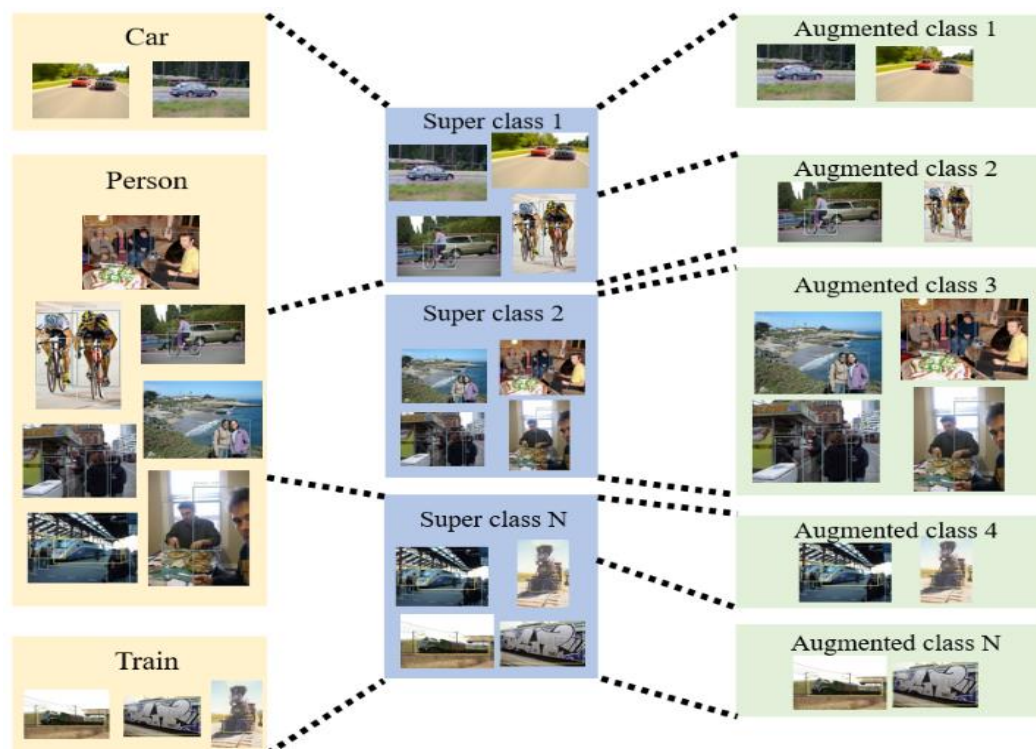 Car
Person
Train
Super class 1
Super class 2
Super class N
Augmented class 1
Augmented class 2
Augmented class 3
Augmented class 4
Augmented class N